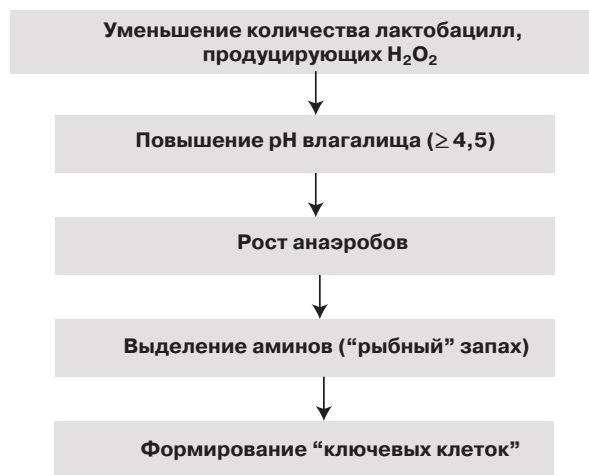 Уменьшение количества лактобацилл,
продуцирующих H₂O₂
Повышение pH влагалища (≥ 4,5)
Рост анаэробов
Выделение аминов (“рыбный” запах)
Формирование “ключевых клеток”